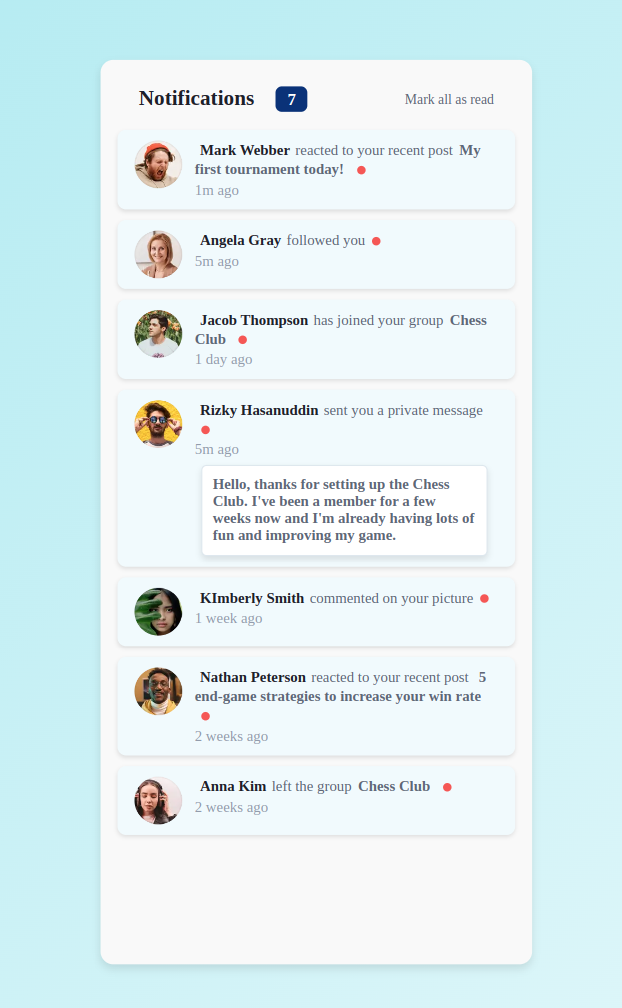 Notifications 7 Mark all as read
Mark Webber reacted to your recent post My
first tournament today!
1m ago
Angela Gray followed you
5m ago
Jacob Thompson has joined your group Chess
Club
1 day ago
Rizky Hasanuddin sent you a private message
5m ago
Hello, thanks for setting up the Chess
Club. I've been a member for a few
weeks now and I'm already having lots of
fun and improving my game.
KImberly Smith commented on your picture
1 week ago
Nathan Peterson reacted to your recent post 5
end-game strategies to increase your win rate
2 weeks ago
Anna Kim left the group Chess Club
2 weeks ago